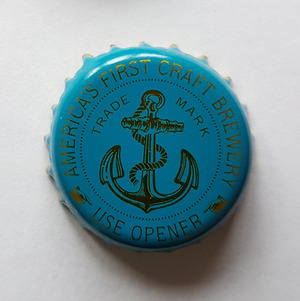 AMERICA'S FIRST CRAFT BREWERY
TRADE MARK
USE OPENER